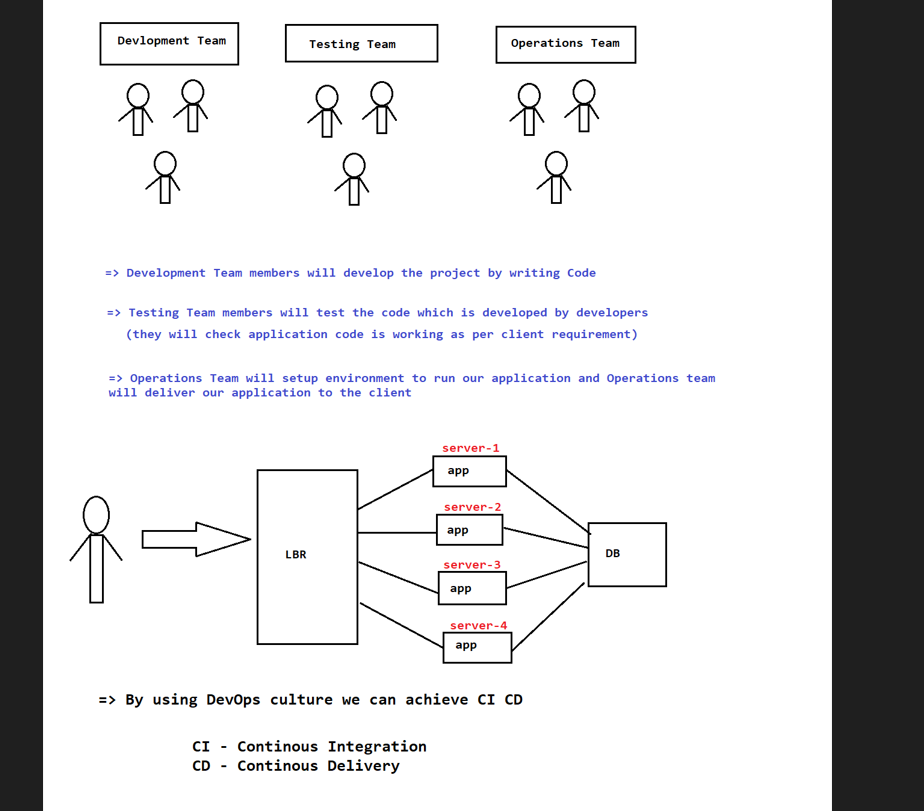 Devlopment Team
Testing Team
Operations Team
=> Development Team members will develop the project by writing Code
=> Testing Team members will test the code which is developed by developers
(they will check application code is working as per client requirement)
=> Operations Team will setup environment to run our application and Operations team
will deliver our application to the client
server-1
app
server-2
app
server-3
app
server-4
app
LBR
DB
=> By using DevOps culture we can achieve CI CD
CI - Continous Integration
CD - Continous Delivery